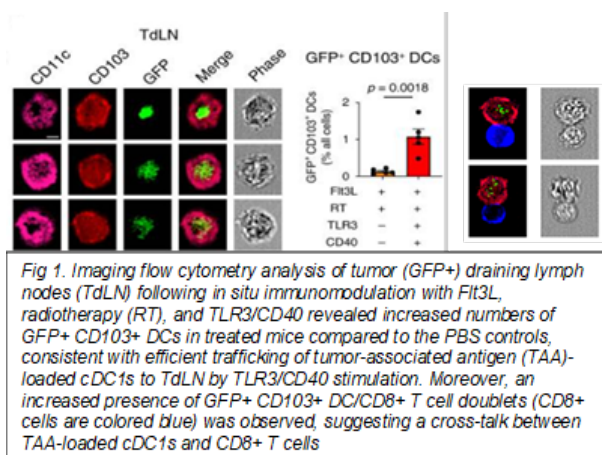 TdLN
CD11c CD103 GFP Merge Phase
GFP+ CD103+ DCs
p = 0.0018
GFP+ CD103+ DCs
(% all cells)
2
1
0
Flt3L + +
RT + +
TLR3 – +
CD40 – +
Fig 1. Imaging flow cytometry analysis of tumor (GFP+) draining lymph
nodes (TdLN) following in situ immunomodulation with Flt3L,
radiotherapy (RT), and TLR3/CD40 revealed increased numbers of
GFP+ CD103+ DCs in treated mice compared to the PBS controls,
consistent with efficient trafficking of tumor-associated antigen (TAA)-
loaded cDC1s to TdLN by TLR3/CD40 stimulation. Moreover, an
increased presence of GFP+ CD103+ DC/CD8+ T cell doublets (CD8+
cells are colored blue) was observed, suggesting a cross-talk between
TAA-loaded cDC1s and CD8+ T cells